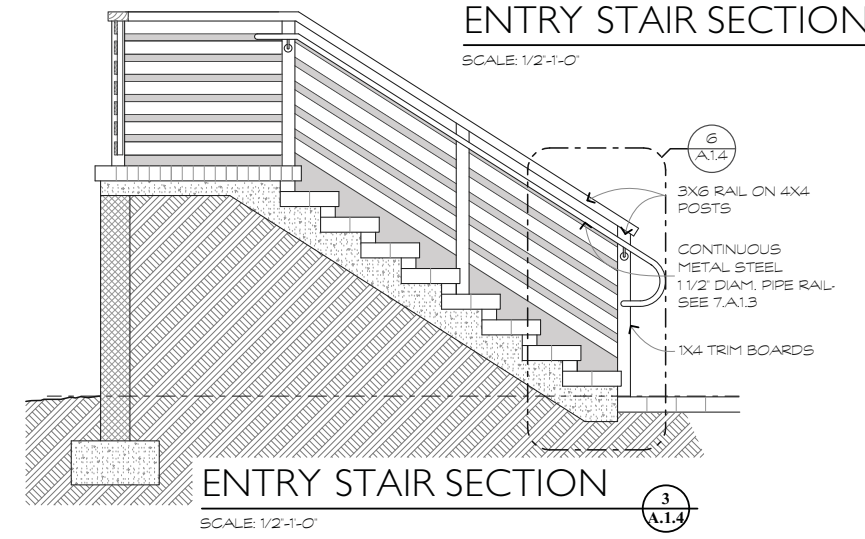 ENTRY STAIR SECTION
SCALE: 1/2"-1'-0"
6
A.1.4
3X6 RAIL ON 4X4
POSTS
CONTINUOUS
METAL STEEL
1 1/2" DIAM. PIPE RAIL-
SEE 7.A.1.3
1X4 TRIM BOARDS
ENTRY STAIR SECTION
SCALE: 1/2"-1'-0"
3
A.1.4